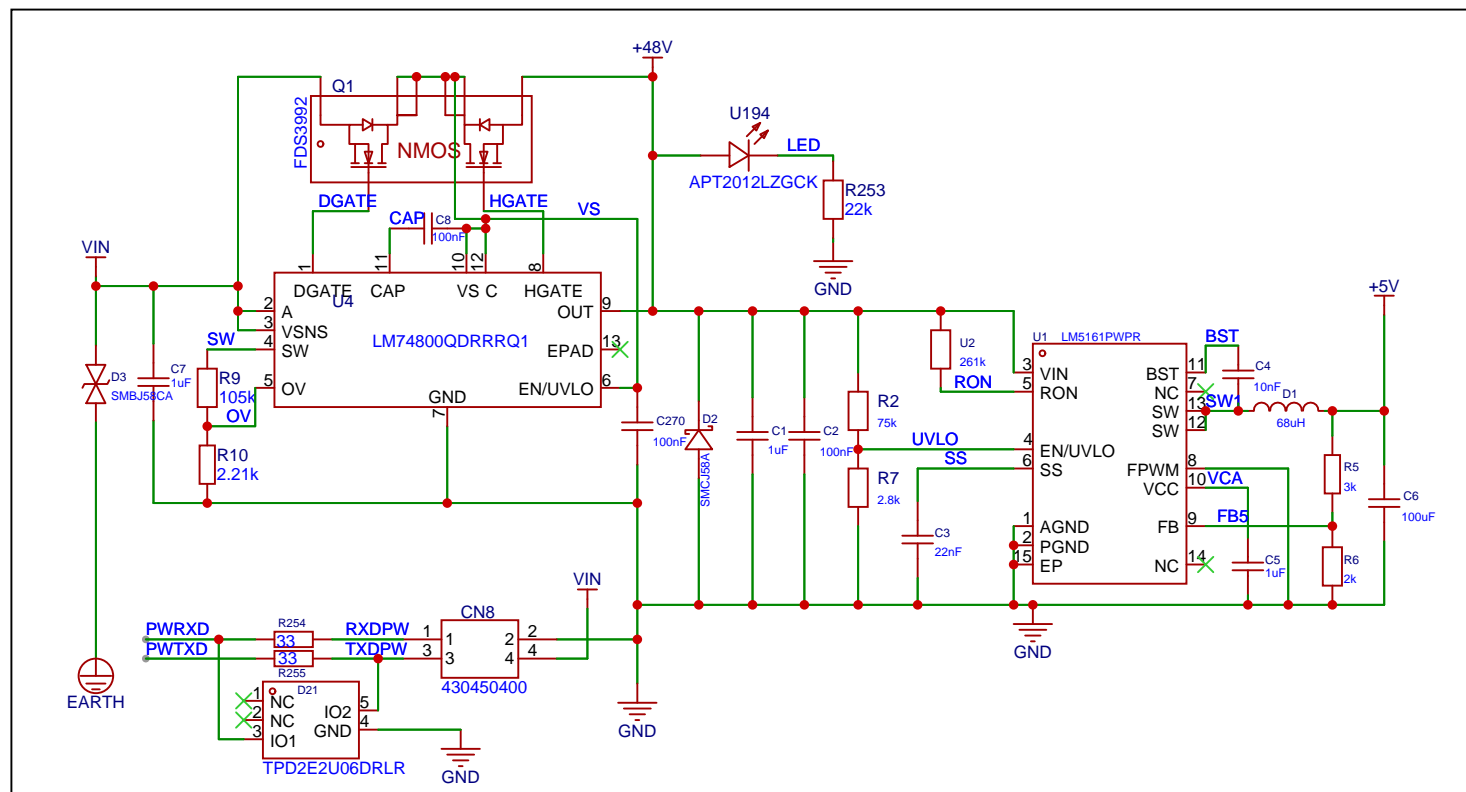 +48V
Q1
FDS3992
NMOS
U194
LED
APT2012LZGCK
R253
22k
GND
DGATE
HGATE
CAP
C8
100nF
VS
VIN
1
11
10
12
8
DGATE
CAP
VS
C
HGATE
U4
LM74800QDRRRQ1
2
A
3
VSNS
SW
4
SW
5
OV
OUT
9
EPAD
13
EN/UVLO
6
GND
7
D3
SMBJ58CA
C7
1uF
R9
105k
OV
R10
2.21k
C270
100nF
D2
SMCJ58A
C1
1uF
C2
100nF
R2
75k
R7
2.8k
U2
261k
RON
UVLO
SS
C3
22nF
U1
LM5161PWPR
3
VIN
5
RON
4
EN/UVLO
6
SS
1
AGND
2
PGND
15
EP
BST
11
NC
7
SW
13
SW
12
FPWM
8
VCC
10
FB
9
NC
14
BST
C4
10nF
SW1
D1
68uH
+5V
VCA
FB5
R5
3k
R6
2k
C5
1uF
C6
100uF
GND
VIN
CN8
PWRXD
R254
33
RXDPW
1
1
2
2
PWTXD
33
R255
TXDPW
3
3
4
4
430450400
EARTH
D21
1
NC
2
NC
3
IO1
IO2
5
GND
4
TPD2E2U06DRLR
GND
GND